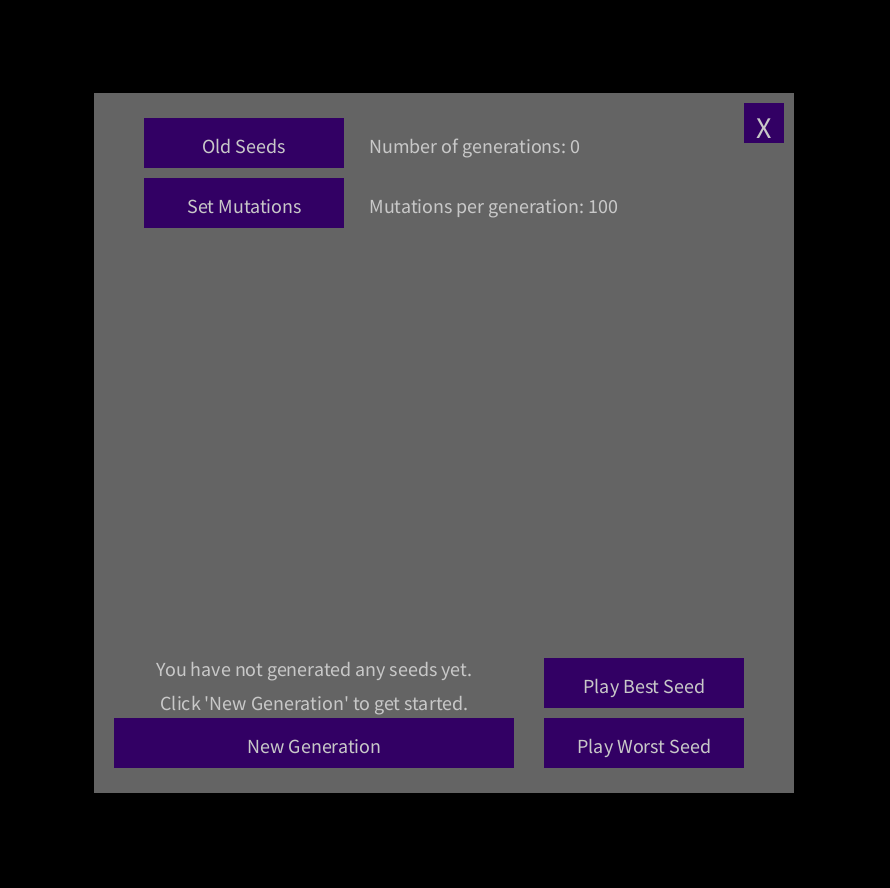 X
Old Seeds
Number of generations: 0
Set Mutations
Mutations per generation: 100
You have not generated any seeds yet.
Click 'New Generation' to get started.
Play Best Seed
New Generation
Play Worst Seed